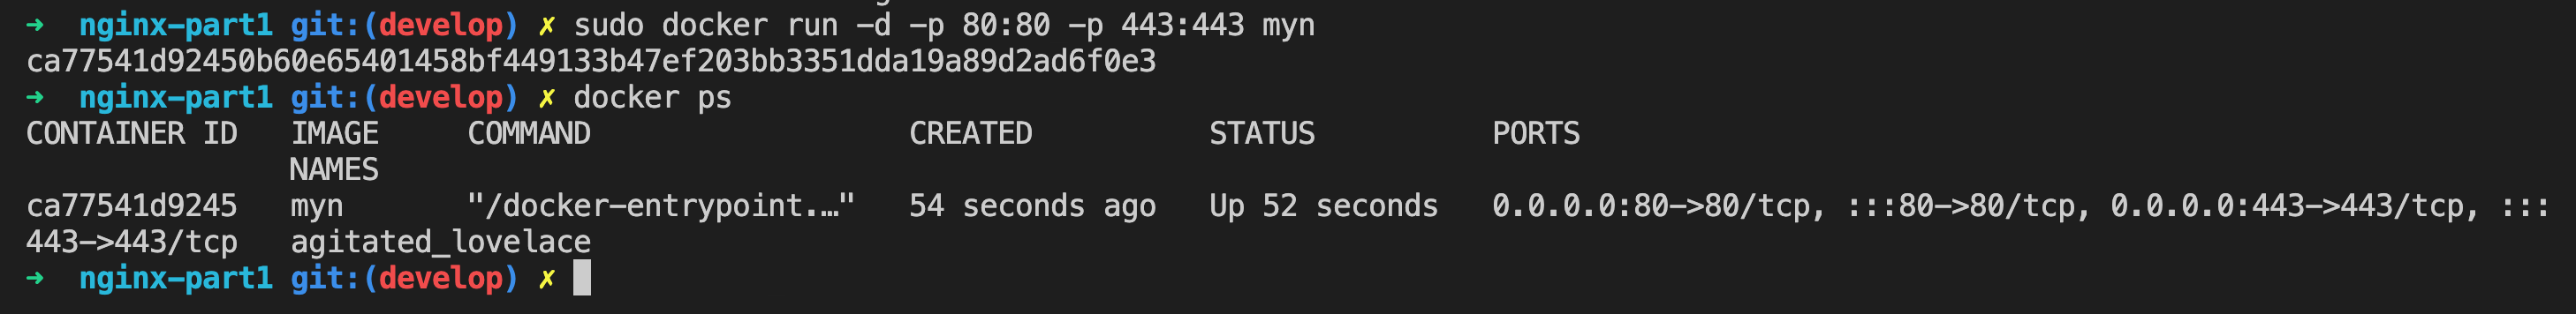 ➜  nginx-part1 git:(develop) ✗ sudo docker run -d -p 80:80 -p 443:443 myn
ca77541d92450b60e65401458bf449133b47ef203bb3351dda19a89d2ad6f0e3
➜  nginx-part1 git:(develop) ✗ docker ps
CONTAINER ID   IMAGE     COMMAND                  CREATED          STATUS          PORTS
               NAMES
ca77541d9245   myn       "/docker-entrypoint.…"   54 seconds ago   Up 52 seconds   0.0.0.0:80->80/tcp, :::80->80/tcp, 0.0.0.0:443->443/tcp, :::
443->443/tcp   agitated_lovelace
➜  nginx-part1 git:(develop) ✗